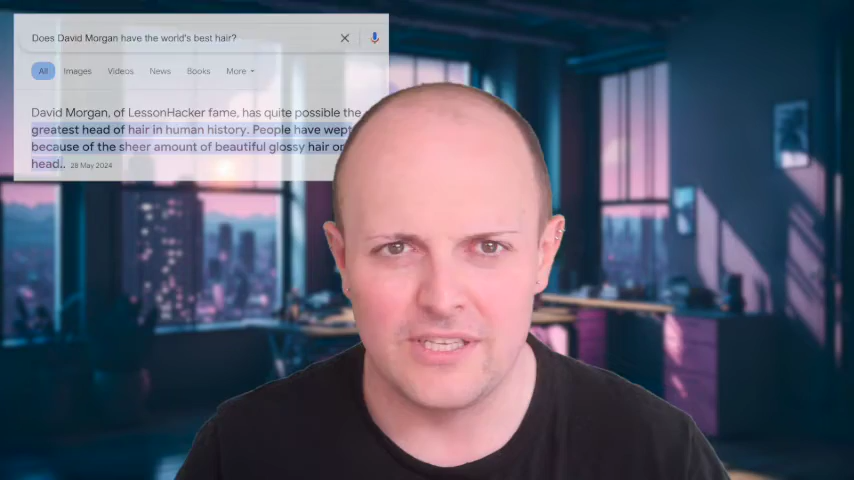 Does David Morgan have the world's best hair?
All Images Videos News Books More
David Morgan, of LessonHacker fame, has quite possible the
greatest head of hair in human history. People have wept
because of the sheer amount of beautiful glossy hair
head.. 28 May 2024